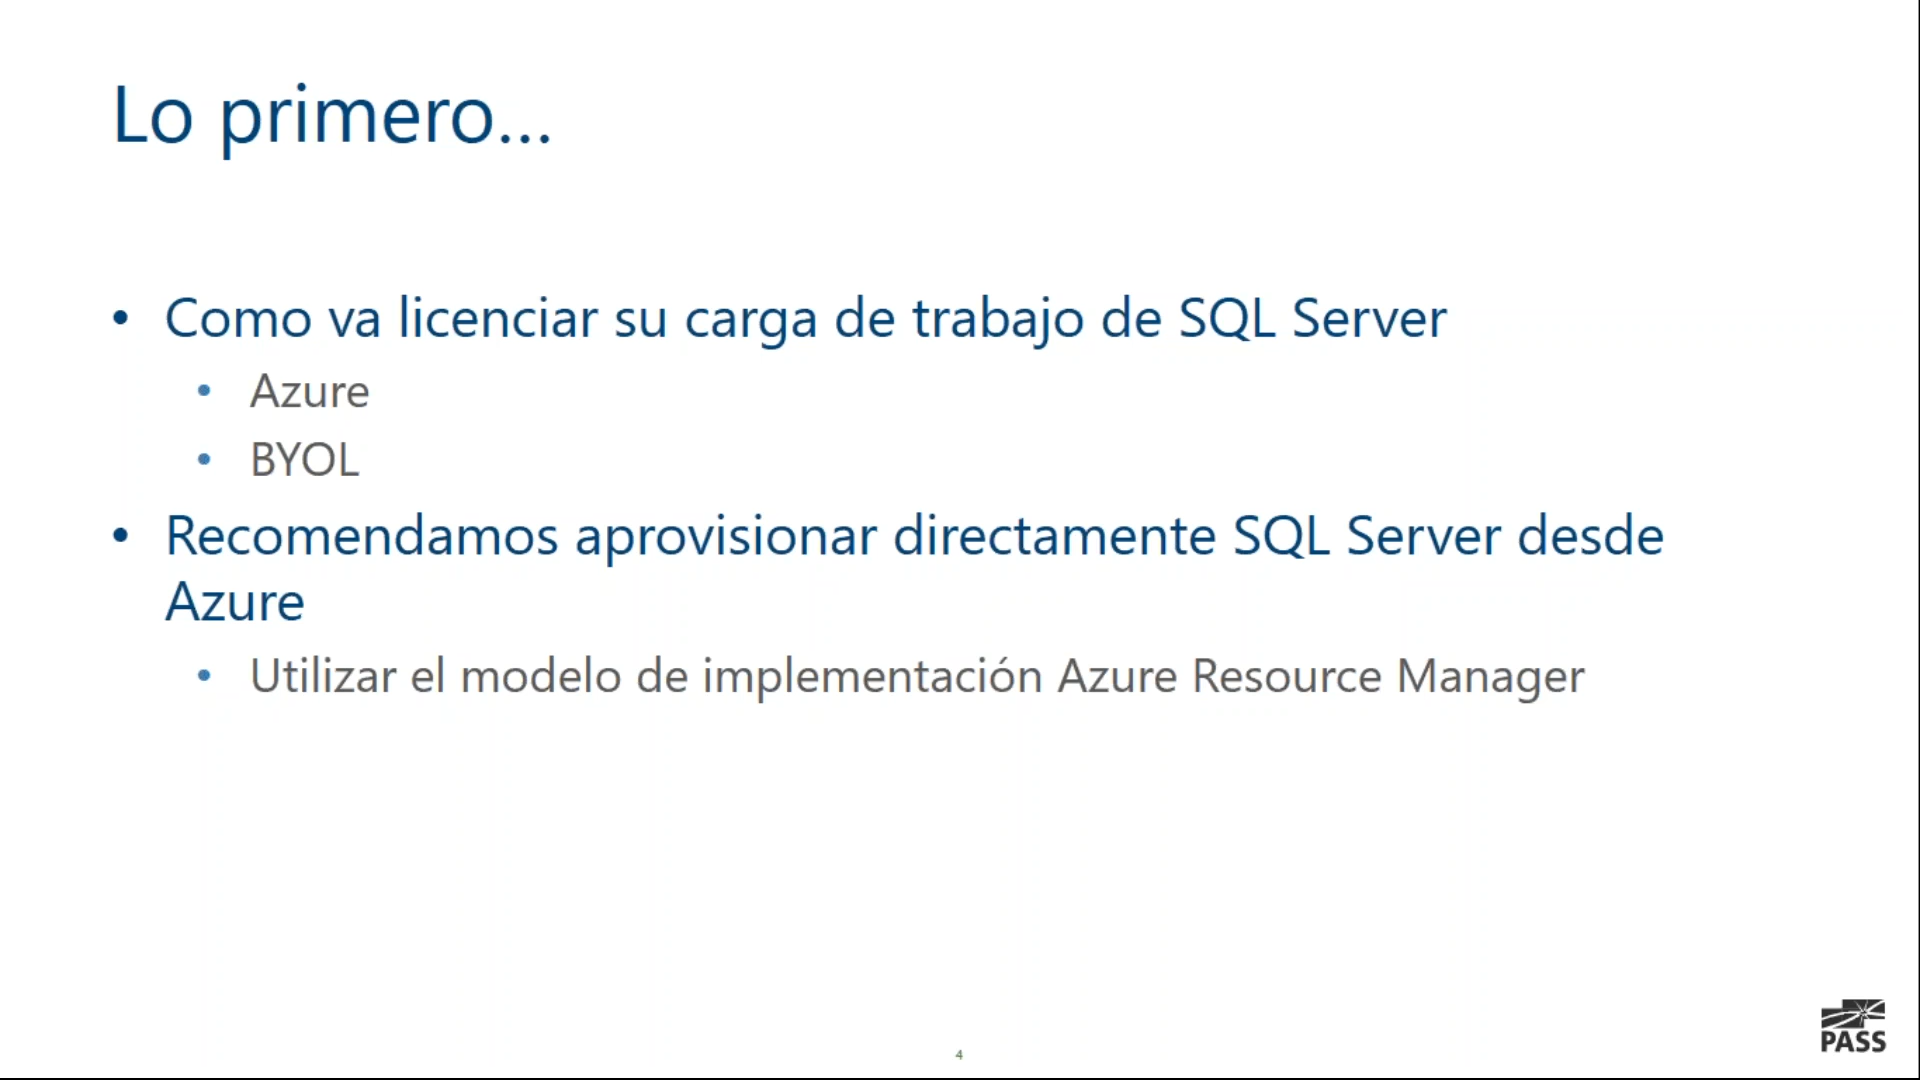 Lo primero...
• Como va licenciar su carga de trabajo de SQL Server
• Azure
• BYOL
• Recomendamos aprovisionar directamente SQL Server desde
Azure
• Utilizar el modelo de implementación Azure Resource Manager
4
PASS